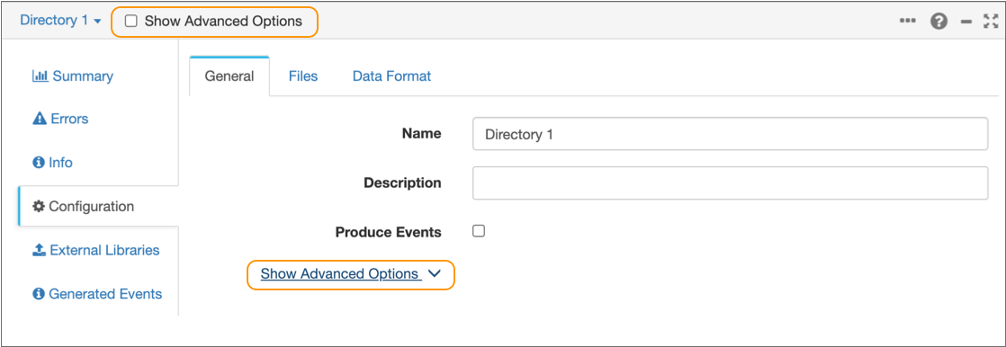 Directory 1 Show Advanced Options
Summary
Errors
Info
Configuration
External Libraries
Generated Events
General Files Data Format
Name Directory 1
Description
Produce Events
Show Advanced Options